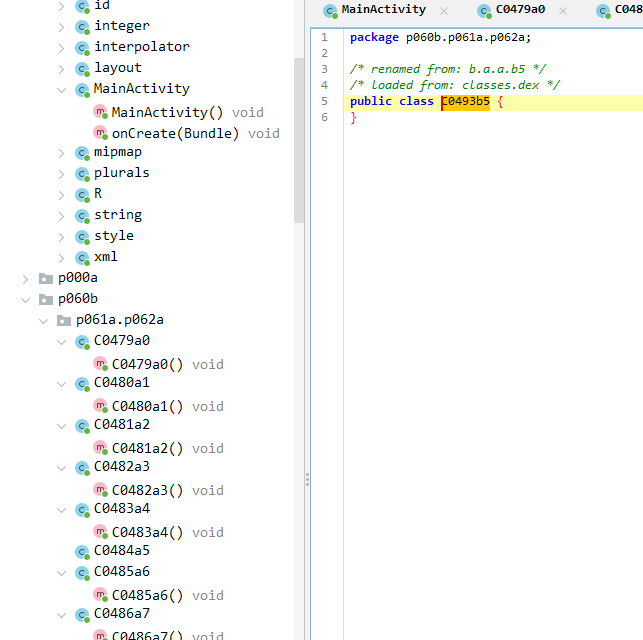 id
integer
interpolator
layout
MainActivity
MainActivity() void
onCreate(Bundle) void
mipmap
plurals
R
string
style
xml
p000a
p060b
p061a.p062a
C0479a0
C0479a0() void
C0480a1
C0480a1() void
C0481a2
C0481a2() void
C0482a3
C0482a3() void
C0483a4
C0483a4() void
C0484a5
C0485a6
C0485a6() void
C0486a7
C0486a7() void
MainActivity
C0479a0
C048
1 package p060b.p061a.p062a;
2
3 /* renamed from: b.a.a.b5 */
4 /* loaded from: classes.dex */
5 public class C0493b5 {
6 }